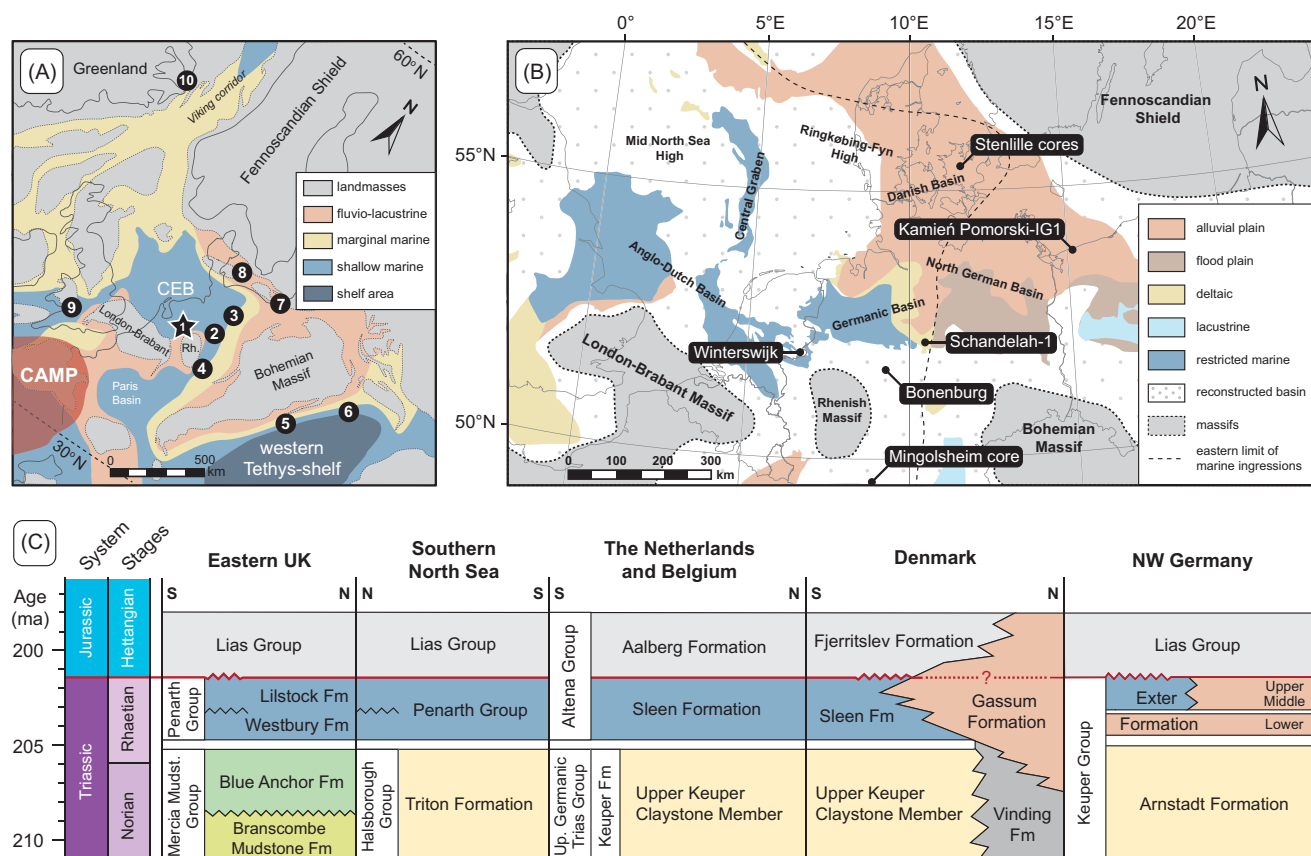 (A)
Greenland
10
Viking corridor
Fennoscandian Shield
60°N
N
landmasses
fluvio-lacustrine
marginal marine
shallow marine
shelf area
CEB
8
9
7
3
1
2
London-Brabant
Rh.
4
CAMP
Paris
Basin
Bohemian
Massif
5
6
western
Tethys-shelf
30°N
0
500
km
0°
5°E
10°E
15°E
20°E
(B)
55°N
50°N
Mid North Sea
High
Ringkøbing-Fyn
High
Fennoscandian
Shield
N
Stenlille cores
Central Graben
Danish Basin
Kamień Pomorski-IG1
Anglo-Dutch Basin
North German Basin
Germanic Basin
Winterswijk
Schandelah-1
London-Brabant Massif
Rhenish
Massif
Bonenburg
Bohemian
Massif
Mingolsheim core
0 100 200 300
km
alluvial plain
flood plain
deltaic
lacustrine
restricted marine
reconstructed basin
massifs
eastern limit
of marine ingressions
(C)
System
Stages
Eastern UK
Southern
North Sea
The Netherlands
and Belgium
Denmark
NW Germany
Age
(ma)
S N
N S
S N
S N
200
205
210
Jurassic
Triassic
Hettangian
Rhaetian
Norian
Lias Group
Penarth
Group
Lilstock Fm
Westbury Fm
Mercia Mudst.
Group
Blue Anchor Fm
Branscombe
Mudstone Fm
Lias Group
Penarth Group
Halsborough
Group
Triton Formation
Altena Group
Aalberg Formation
Sleen Formation
Up. Germanic
Trias Group
Keuper Fm
Upper Keuper
Claystone Member
Fjerritslev Formation
?
Sleen Fm
Gassum
Formation
Upper Keuper
Claystone Member
Vinding
Fm
Lias Group
Keuper Group
Exter
Upper
Middle
Formation
Lower
Arnstadt Formation